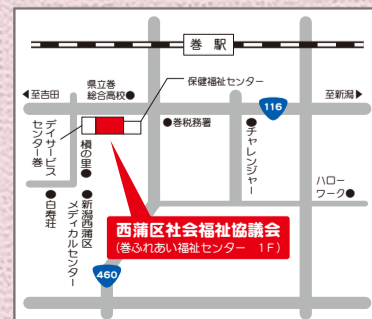 巻 駅
県立巻
総合高校●
保健福祉センター
◀至吉田
116
至新潟▶
デイサービス
センター巻
槇の里●
●巻税務署
●チャレンジャー
●白寿荘
●新潟西蒲区
メディカルセンター
ハロー
ワーク●
西蒲区社会福祉協議会
(巻ふれあい福祉センター 1F)
460